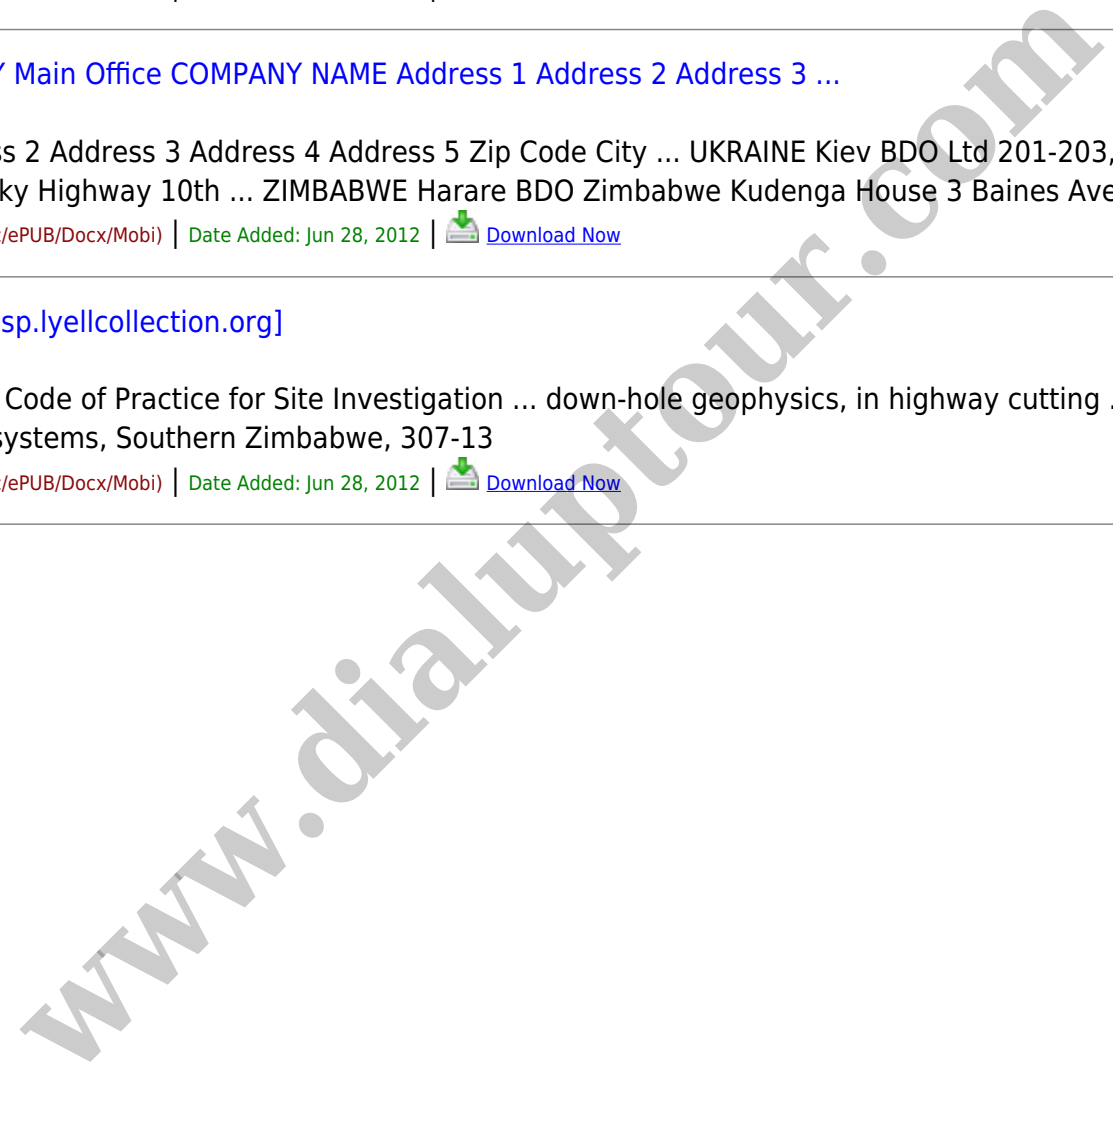 Y Main Office COMPANY NAME Address 1 Address 2 Address 3 ...
ss 2 Address 3 Address 4 Address 5 Zip Code City ... UKRAINE Kiev BDO Ltd 201-203,
ky Highway 10th ... ZIMBABWE Harare BDO Zimbabwe Kudenga House 3 Baines Ave
/ePUB/Docx/Mobi) | Date Added: Jun 28, 2012 | Download Now
sp.lyellcollection.org]
Code of Practice for Site Investigation ... down-hole geophysics, in highway cutting .
systems, Southern Zimbabwe, 307-13
/ePUB/Docx/Mobi) | Date Added: Jun 28, 2012 | Download Now
www.dialuptour.com